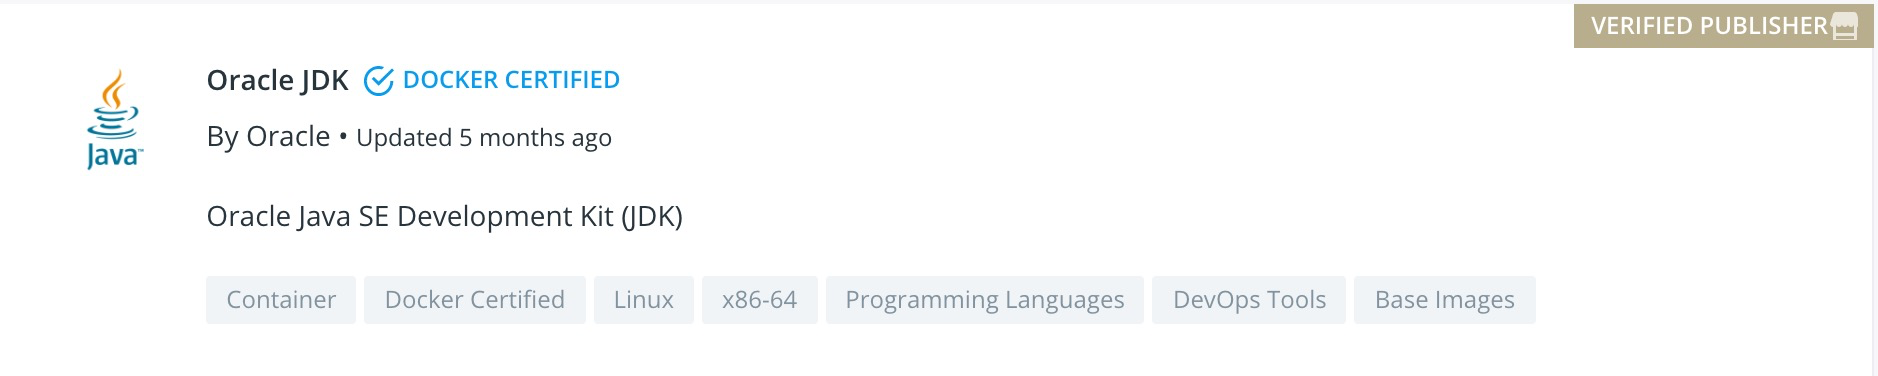 VERIFIED PUBLISHER
Oracle JDK DOCKER CERTIFIED
By Oracle • Updated 5 months ago
Java™
Oracle Java SE Development Kit (JDK)
Container Docker Certified Linux x86-64 Programming Languages DevOps Tools Base Images